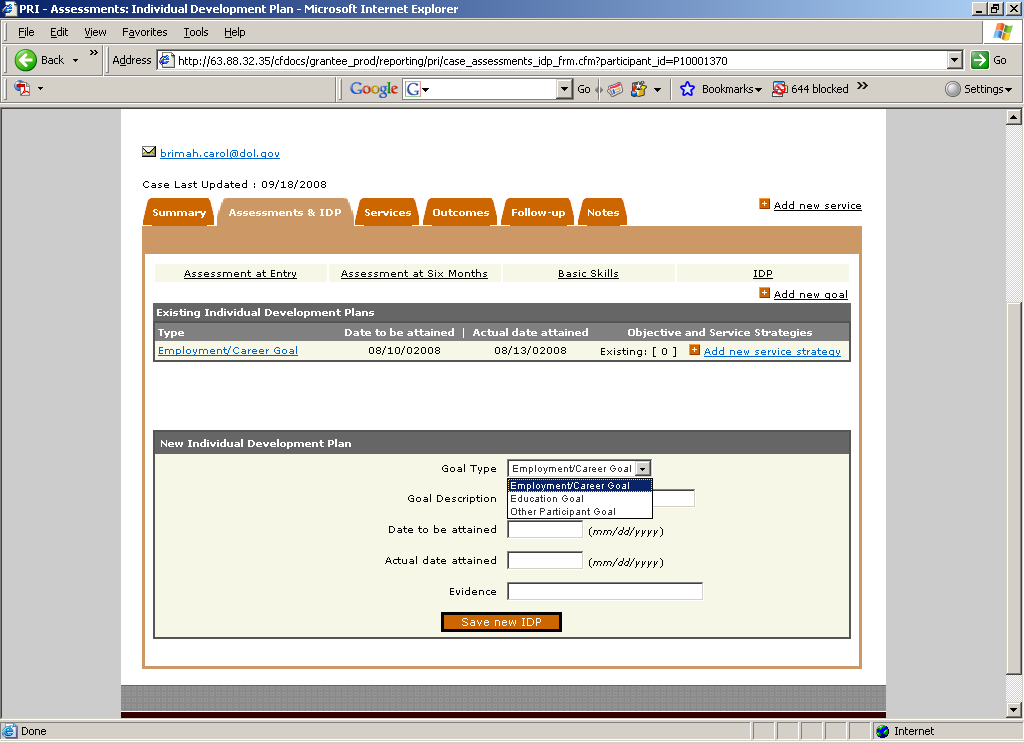 PRI - Assessments: Individual Development Plan - Microsoft Internet Explorer
File Edit View Favorites Tools Help
Back » Address http://63.88.32.35/cfdocs/grantee_prod/reporting/pri/case_assessments_idp_frm.cfm?participant_id=P10001370 Go
Google G Go Bookmarks 644 blocked » Settings
brimah.carol@dol.gov
Case Last Updated : 09/18/2008
Summary Assessments & IDP Services Outcomes Follow-up Notes Add new service
Assessment at Entry Assessment at Six Months Basic Skills IDP
Add new goal
Existing Individual Development Plans
Type Date to be attained | Actual date attained Objective and Service Strategies
Employment/Career Goal 08/10/02008 08/13/02008 Existing: [ 0 ] Add new service strategy
New Individual Development Plan
Goal Type Employment/Career Goal
Employment/Career Goal
Goal Description Education Goal
Other Participant Goal
Date to be attained (mm/dd/yyyy)
Actual date attained (mm/dd/yyyy)
Evidence
Save new IDP
Done Internet